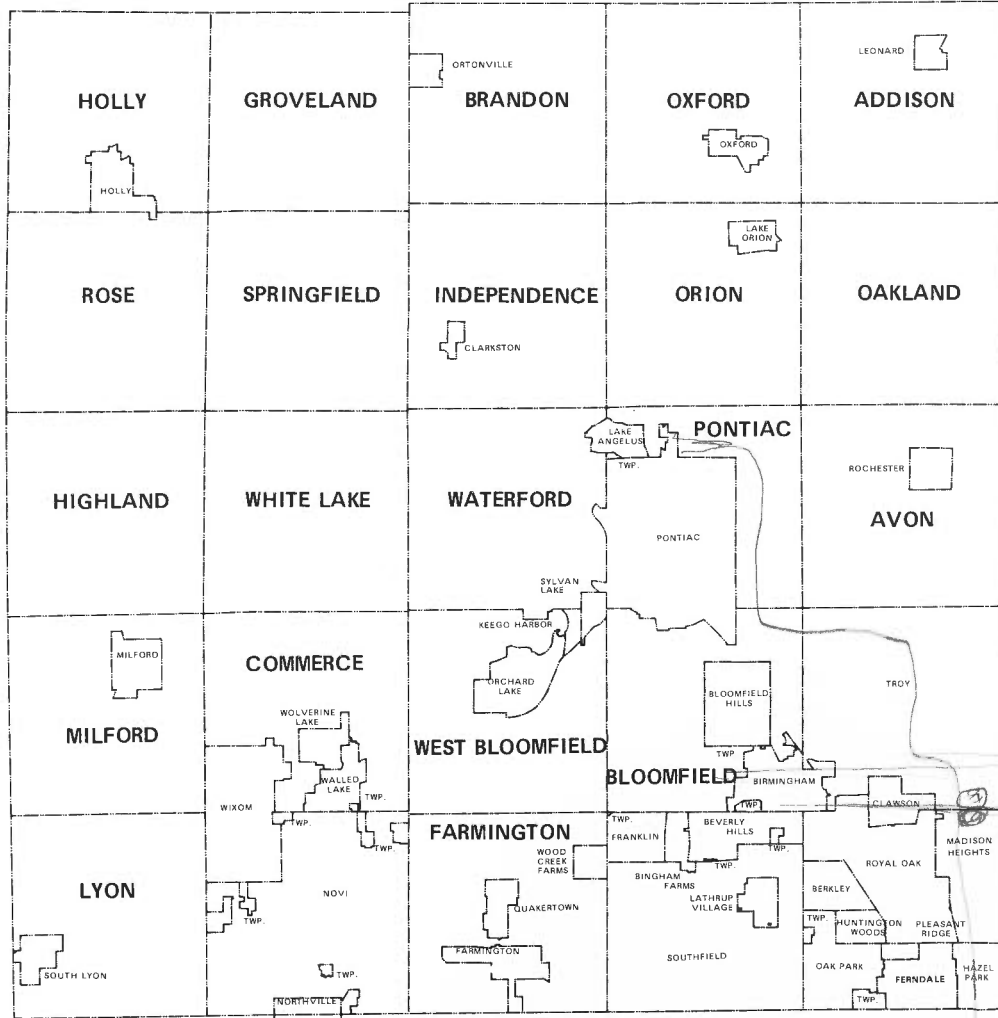 LEONARD
ORTONVILLE
HOLLY
GROVELAND
BRANDON
OXFORD
ADDISON
OXFORD
HOLLY
LAKE
ORION
ROSE
SPRINGFIELD
INDEPENDENCE
ORION
OAKLAND
CLARKSTON
LAKE
ANGELUS
PONTIAC
TWP.
ROCHESTER
HIGHLAND
WHITE LAKE
WATERFORD
AVON
PONTIAC
SYLVAN
LAKE
KEEGO HARBOR
MILFORD
COMMERCE
ORCHARD
LAKE
BLOOMFIELD
HILLS
TROY
WOLVERINE
LAKE
MILFORD
WEST BLOOMFIELD
TWP
BLOOMFIELD
BIRMINGHAM
WALLED
LAKE
TWP.
WIXOM
TWP.
CLAWSON
TWP.
TWP.
FARMINGTON
TWP.
FRANKLIN
BEVERLY
HILLS
TWP.
MADISON
HEIGHTS
WOOD
CREEK
FARMS
BINGHAM
FARMS
TWP.
ROYAL OAK
LYON
NOVI
LATHRUP
VILLAGE
BERKLEY
QUAKERTOWN
TWP.
TWP.
HUNTINGTON
WOODS
PLEASANT
RIDGE
FARMINGTON
SOUTHFIELD
OAK PARK
FERNDALE
HAZEL
PARK
SOUTH LYON
TWP.
NORTHVILLE
TWP.